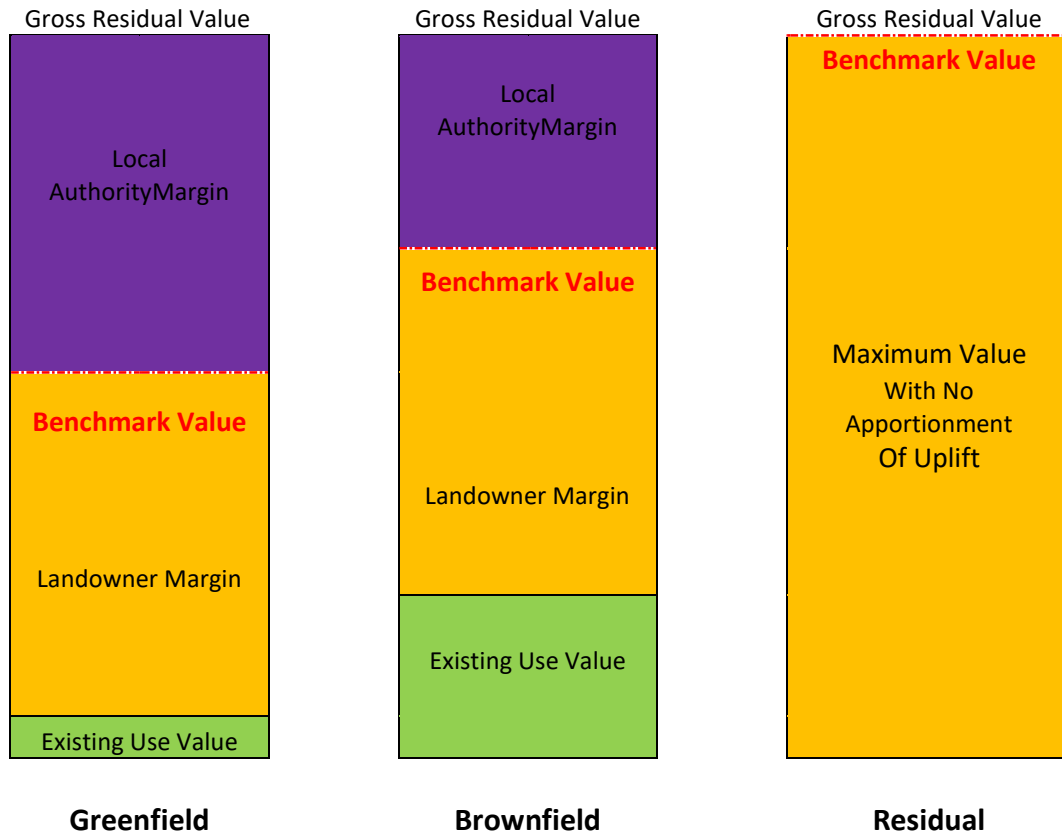 Gross Residual Value
Local
AuthorityMargin
Benchmark Value
Landowner Margin
Existing Use Value
Greenfield
Gross Residual Value
Local
AuthorityMargin
Benchmark Value
Landowner Margin
Existing Use Value
Brownfield
Gross Residual Value
Benchmark Value
Maximum Value
With No
Apportionment
Of Uplift
Residual